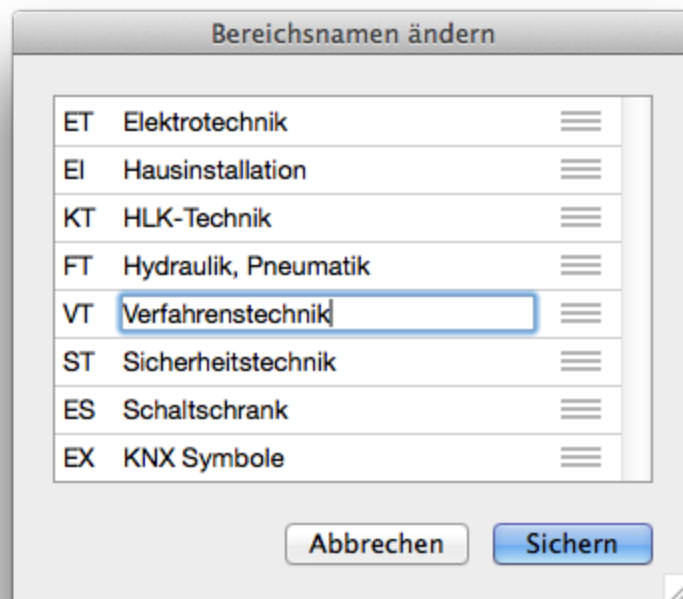 Bereichsnamen ändern
ET Elektrotechnik
EI Hausinstallation
KT HLK-Technik
FT Hydraulik, Pneumatik
VT Verfahrenstechnik
ST Sicherheitstechnik
ES Schaltschrank
EX KNX Symbole
Abbrechen Sichern